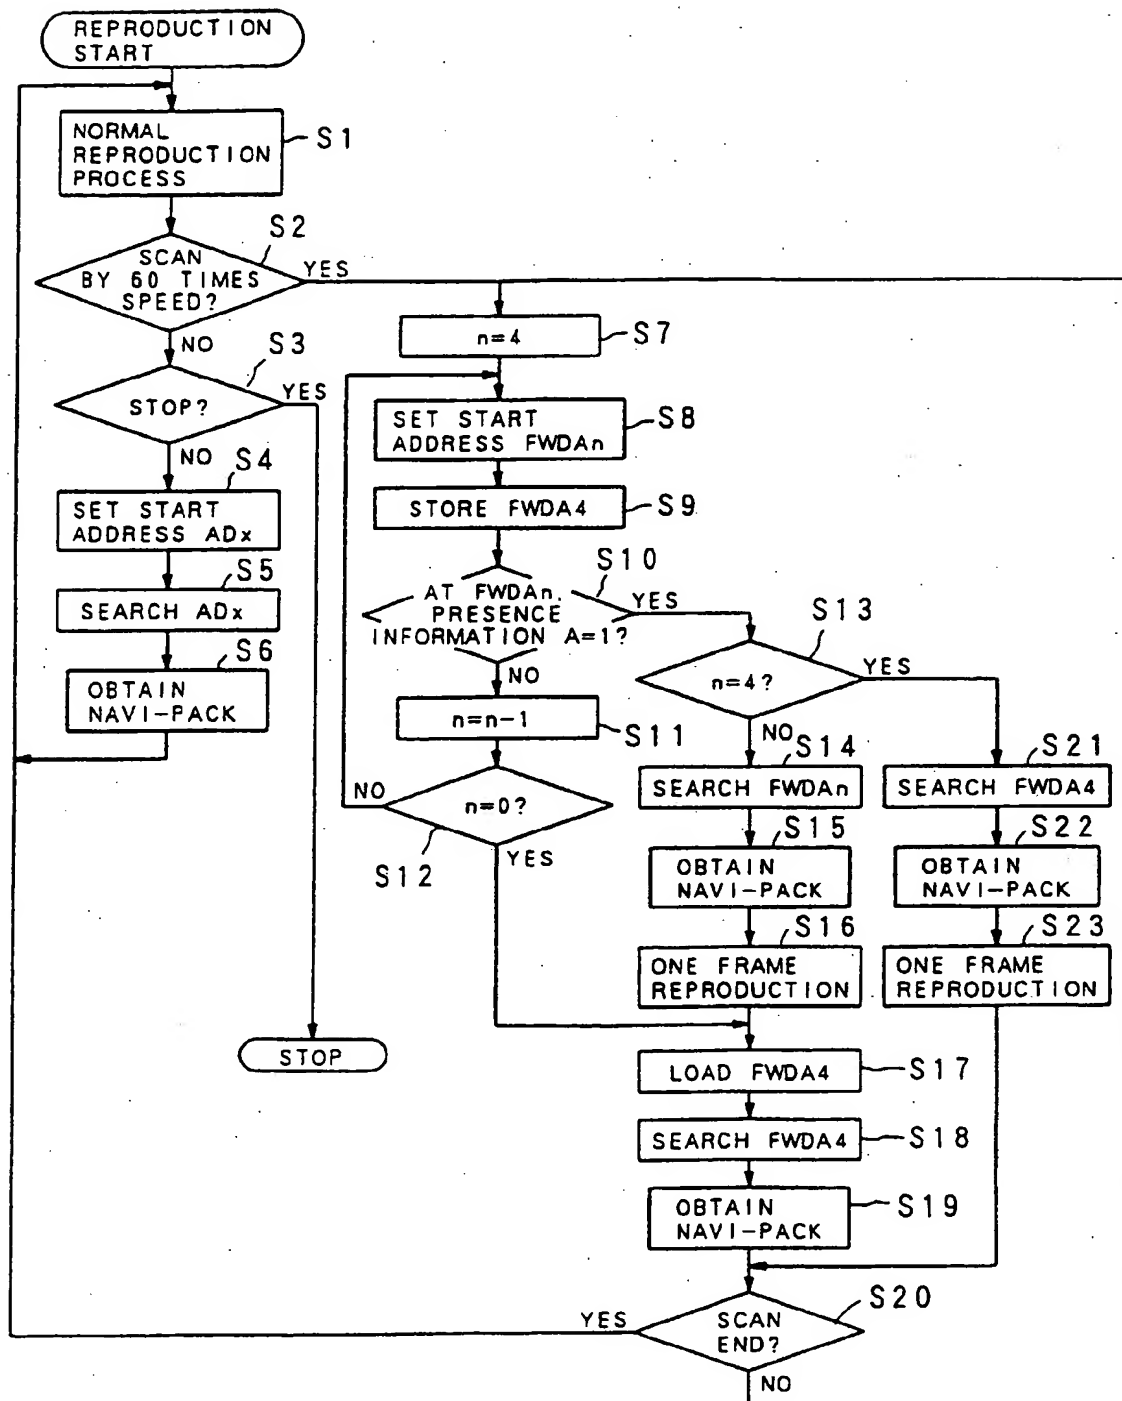 REPRODUCTION
START
NORMAL
REPRODUCTION
PROCESS
S1
SCAN
BY 60 TIMES
SPEED?
S2
YES
NO
n=4
S7
STOP?
S3
YES
NO
SET START
ADDRESS FWDAn
S8
SET START
ADDRESS ADx
S4
STORE FWDA4
S9
SEARCH ADx
S5
AT FWDAn,
PRESENCE
INFORMATION A=1?
S10
YES
NO
OBTAIN
NAVI-PACK
S6
n=4?
S13
YES
NO
n=n-1
S11
n=0?
S12
NO
YES
SEARCH FWDAn
S14
SEARCH FWDA4
S21
OBTAIN
NAVI-PACK
S15
OBTAIN
NAVI-PACK
S22
ONE FRAME
REPRODUCTION
S16
ONE FRAME
REPRODUCTION
S23
STOP
LOAD FWDA4
S17
SEARCH FWDA4
S18
OBTAIN
NAVI-PACK
S19
SCAN
END?
S20
YES
NO